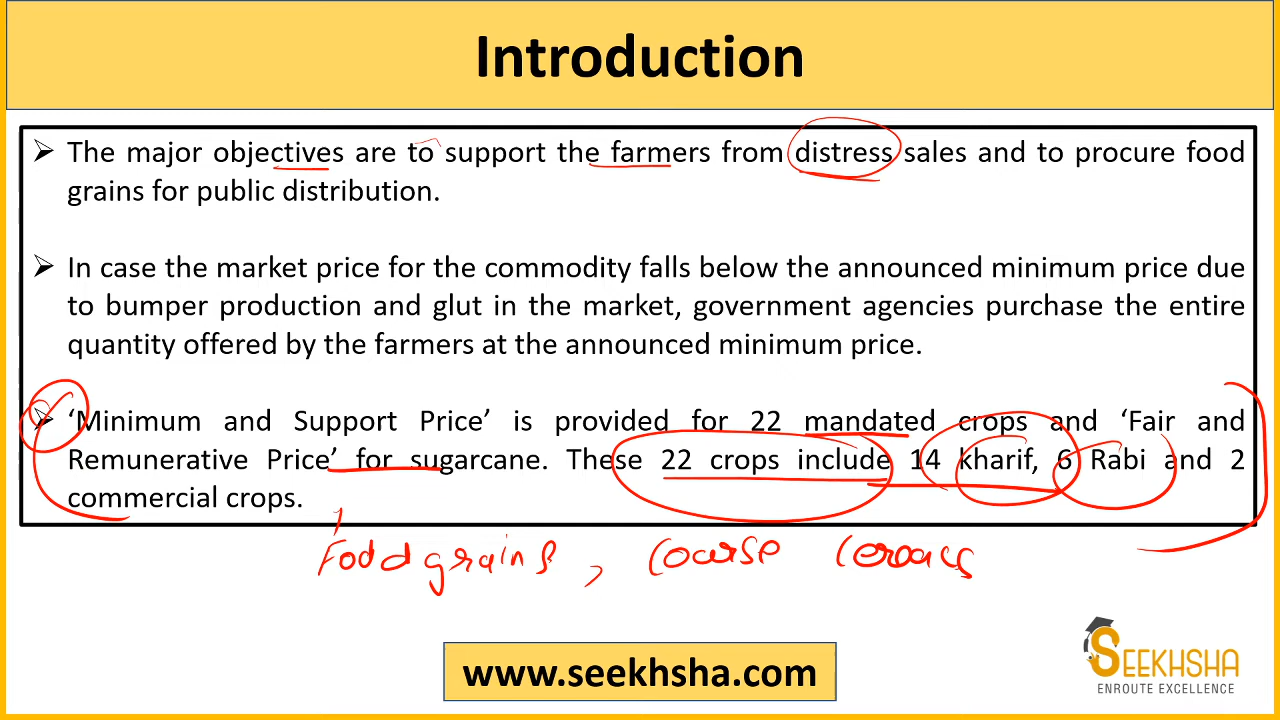 Introduction
➢ The major objectives are to support the farmers from distress sales and to procure food
grains for public distribution.
➢ In case the market price for the commodity falls below the announced minimum price due
to bumper production and glut in the market, government agencies purchase the entire
quantity offered by the farmers at the announced minimum price.
➢ ‘Minimum and Support Price’ is provided for 22 mandated crops and ‘Fair and
Remunerative Price’ for sugarcane. These 22 crops include 14 kharif, 6 Rabi and 2
commercial crops.
Food grains, Course
www.seekhsha.com
SEEKHSHA
ENROUTE EXCELLENCE